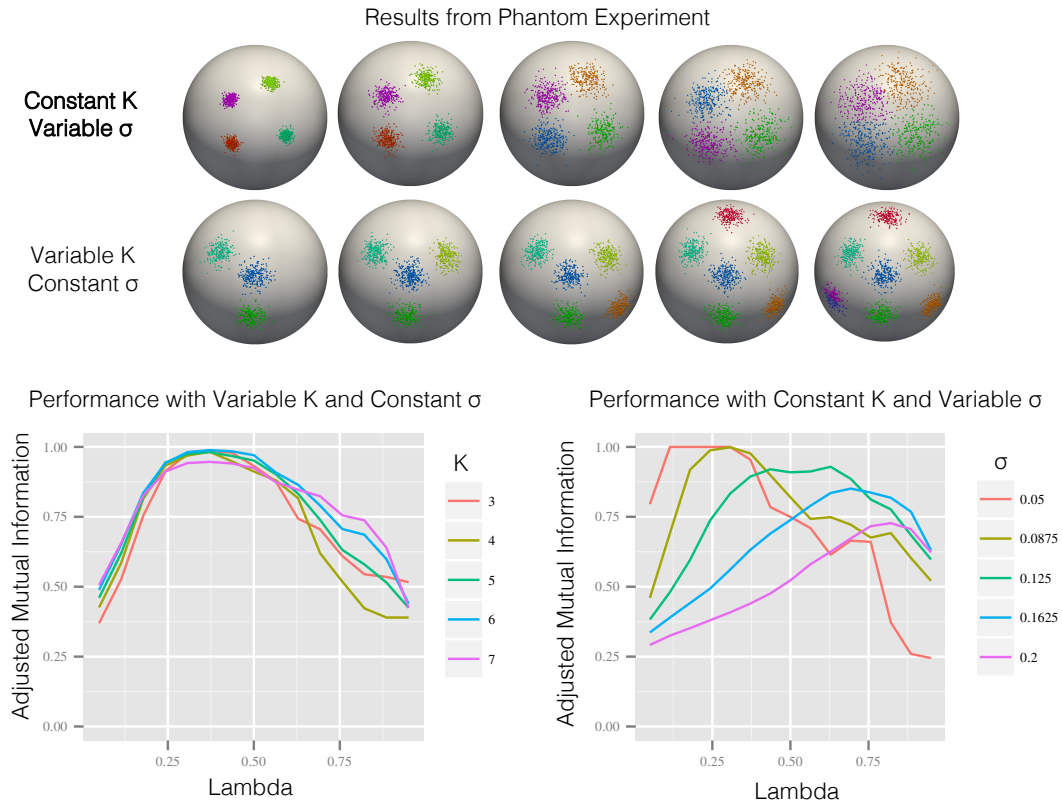 Results from Phantom Experiment
Constant K
Variable σ
Variable K
Constant σ
Performance with Variable K and Constant σ
Adjusted Mutual Information
1.00
0.75
0.50
0.25
0.00
0.25
0.50
0.75
Lambda
K
3
4
5
6
7
Performance with Constant K and Variable σ
Adjusted Mutual Information
1.00
0.75
0.50
0.25
0.00
0.25
0.50
0.75
Lambda
σ
0.05
0.0875
0.125
0.1625
0.2